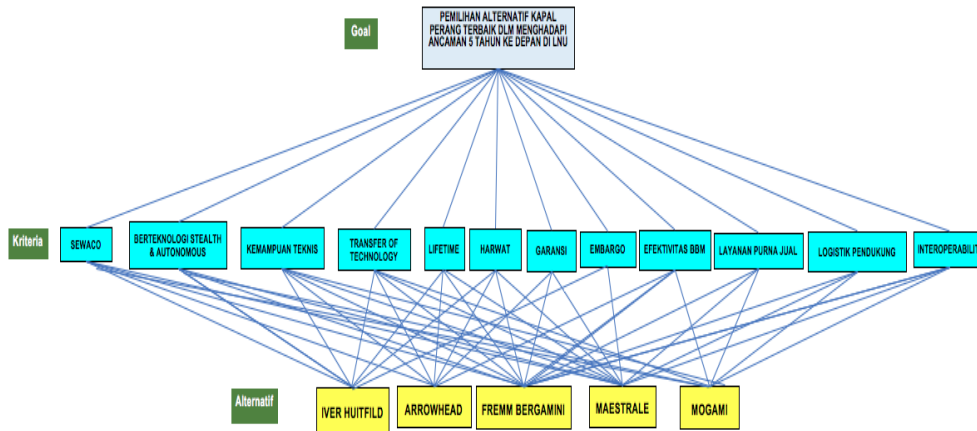 Goal
PEMILIHAN ALTERNATIF KAPAL
PERANG TERBAIK DLM MENGHADAPI
ANCAMAN 5 TAHUN KE DEPAN DI LNU
Kriteria
SEWACO
BERTEKNOLOGI STEALTH
& AUTONOMOUS
KEMAMPUAN TEKNIS
TRANSFER OF
TECHNOLOGY
LIFETIME
HARWAT
GARANSI
EMBARGO
EFEKTIVITAS BBM
LAYANAN PURNA JUAL
LOGISTIK PENDUKUNG
INTEROPERABILIT
Alternatif
IVER HUITFILD
ARROWHEAD
FREMM BERGAMINI
MAESTRALE
MOGAMI